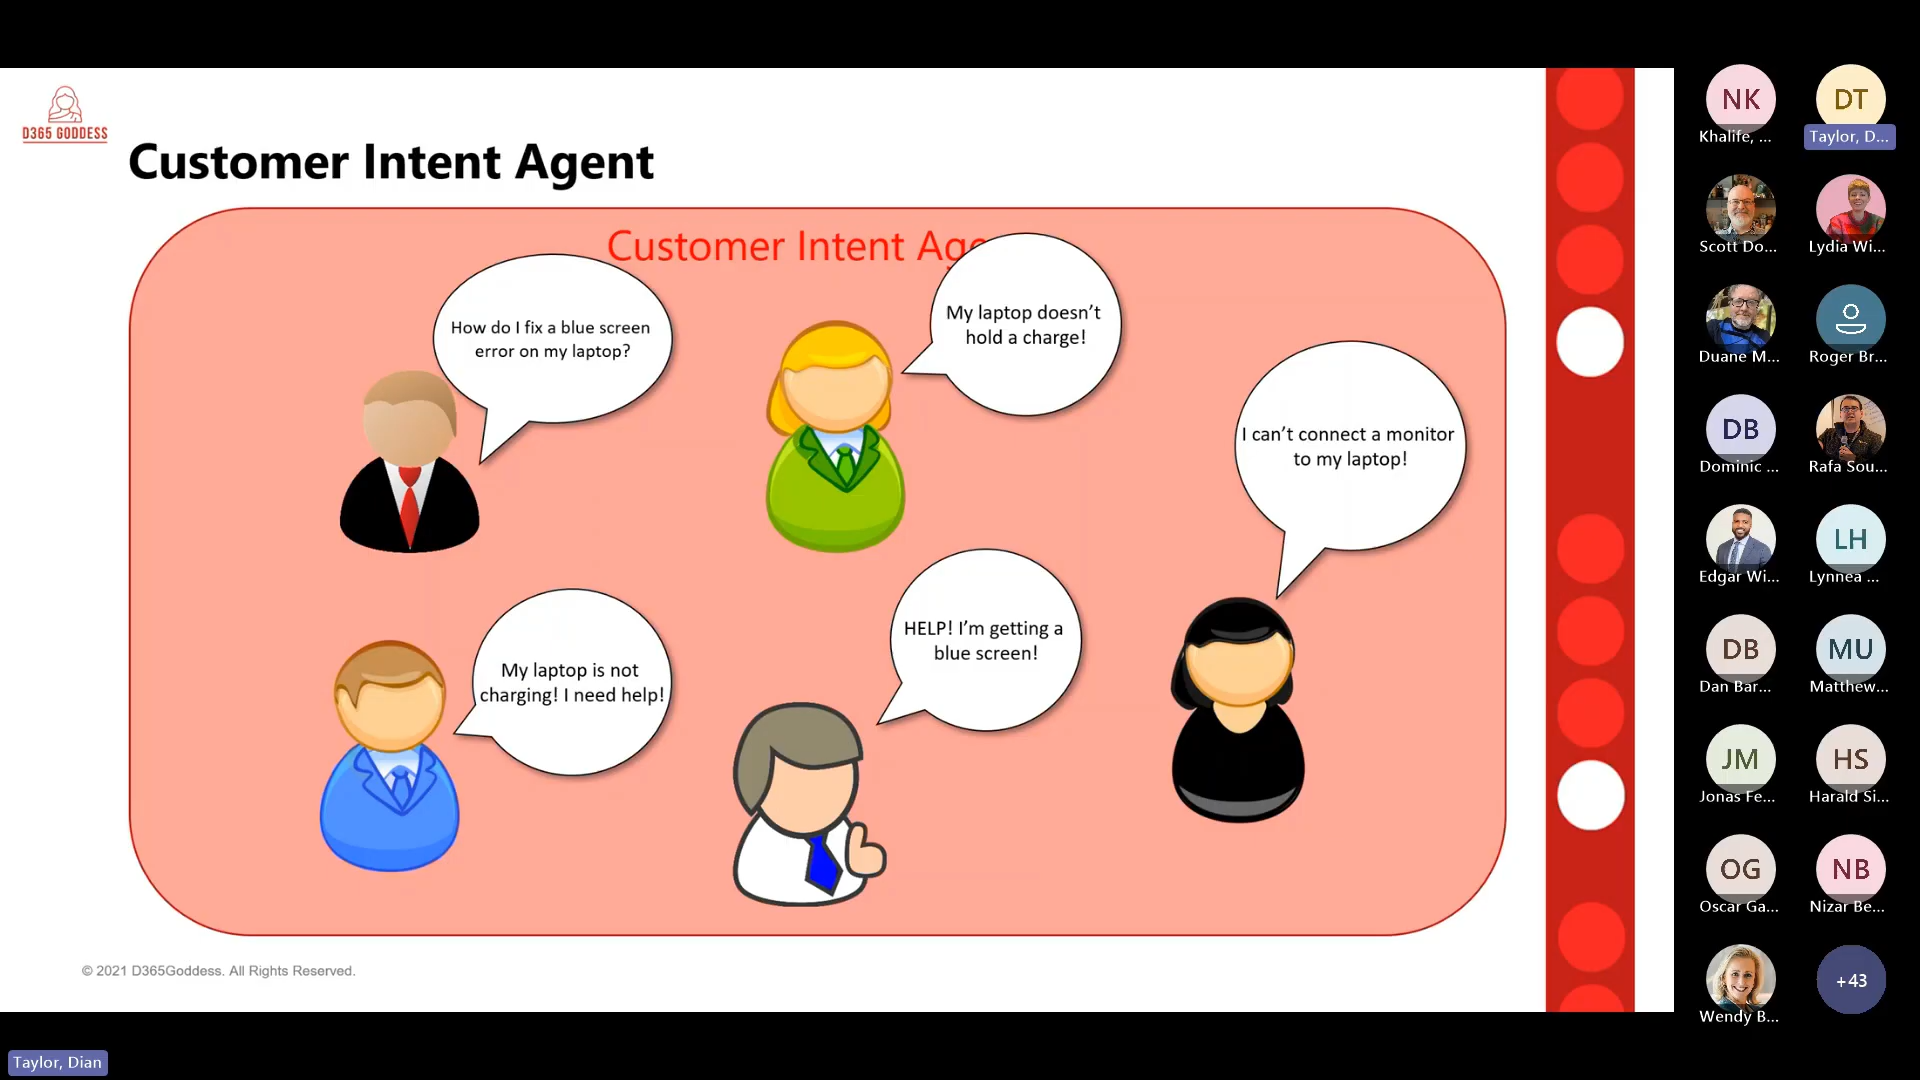 D365 GODDESS
Customer Intent Agent
Customer Intent Age
How do I fix a blue screen
error on my laptop?
My laptop doesn’t
hold a charge!
I can’t connect a monitor
to my laptop!
My laptop is not
charging! I need help!
HELP! I’m getting a
blue screen!
© 2021 D365Goddess. All Rights Reserved.
Taylor, Dian
NK
Khalife, ...
DT
Taylor, D...
Scott Do...
Lydia Wi...
Duane M...
Roger Br...
DB
Dominic ...
Rafa Sou...
Edgar Wi...
LH
Lynnea ...
DB
Dan Bar...
MU
Matthew...
JM
Jonas Fe...
HS
Harald Si...
OG
Oscar Ga...
NB
Nizar Be...
Wendy B...
+43